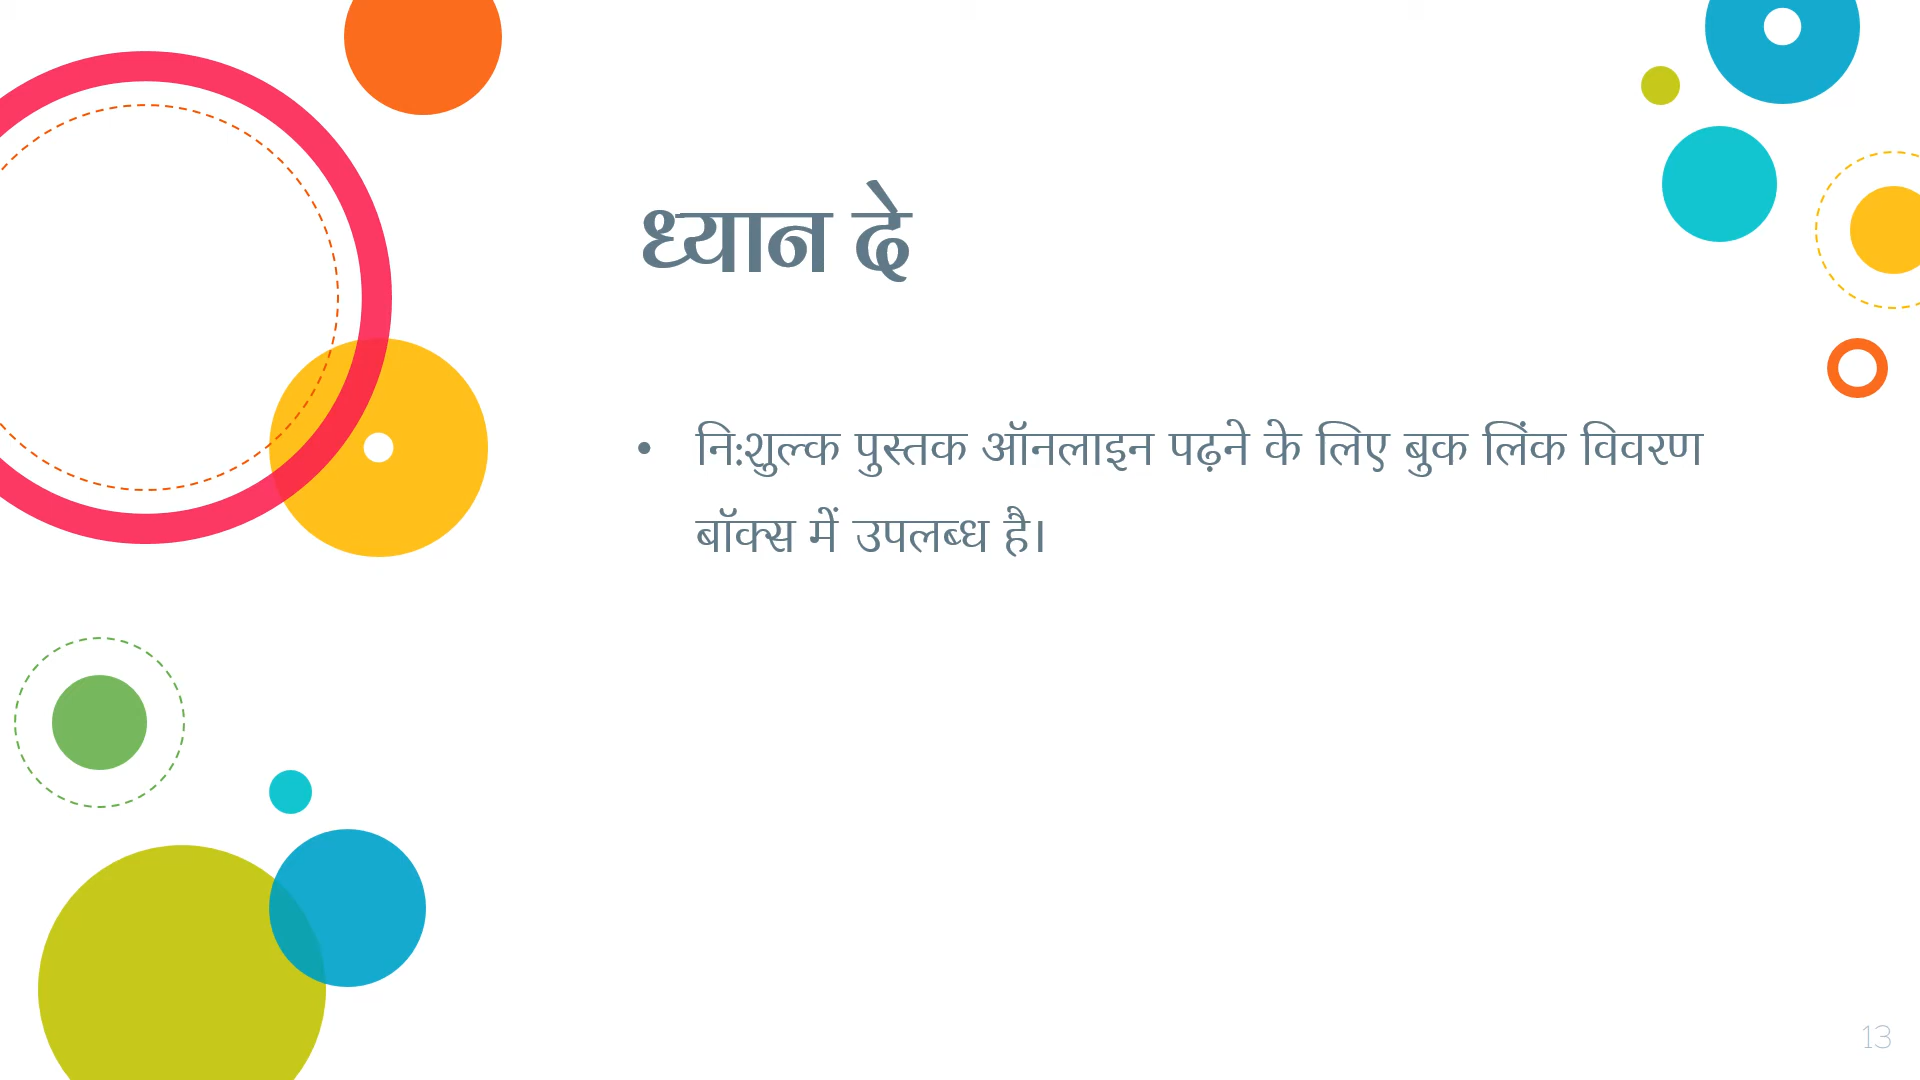 ध्यान दे
• नि:शुल्क पुस्तक ऑनलाइन पढ़ने के लिए बुक लिंक विवरण
बॉक्स में उपलब्ध है।
13